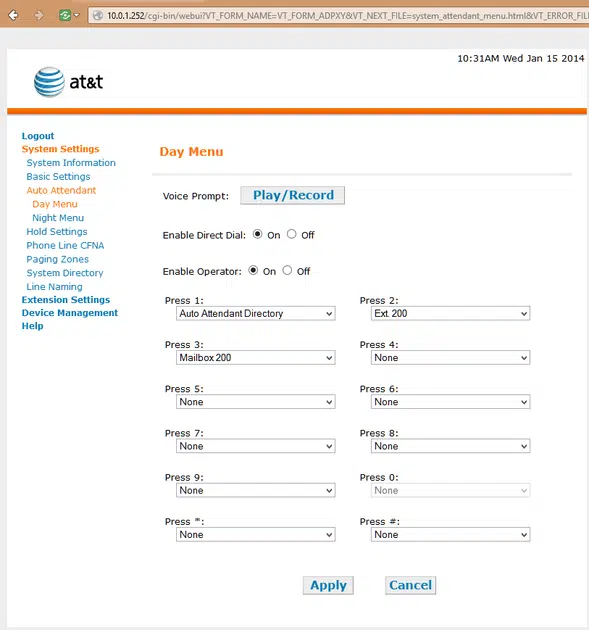 10.0.1.252/cgi-bin/webui?VT_FORM_NAME=VT_FORM_ADPXY&VT_NEXT_FILE=system_attendant_menu.html&VT_ERROR_FILE
10:31AM Wed Jan 15 2014
at&t
Logout
System Settings
System Information
Basic Settings
Auto Attendant
Day Menu
Night Menu
Hold Settings
Phone Line CFNA
Paging Zones
System Directory
Line Naming
Extension Settings
Device Management
Help
Day Menu
Voice Prompt: Play/Record
Enable Direct Dial: On Off
Enable Operator: On Off
Press 1: Press 2:
Auto Attendant Directory Ext. 200
Press 3: Press 4:
Mailbox 200 None
Press 5: Press 6:
None None
Press 7: Press 8:
None None
Press 9: Press 0:
None None
Press *: Press #:
None None
Apply Cancel